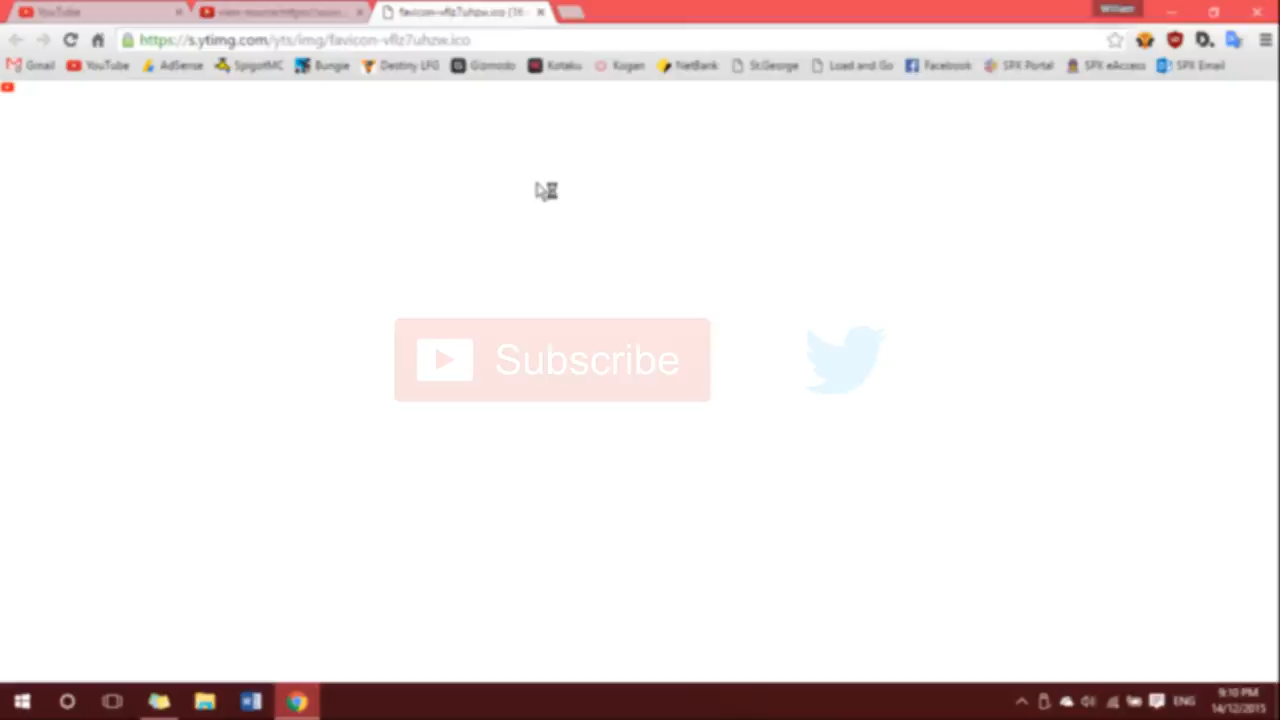 YouTube
favicon-vflz7uhzw.ico (16
William
https://s.ytimg.com/yts/img/favicon-vflz7uhzw.ico
Gmail YouTube AdSense SpigotMC Bungie Destiny LFG Gizmodo Kotaku Kogan NetBank St.George Load and Go Facebook SPX Portal SPX eAccess SPX Email
Subscribe
ENG
9:10 PM
14/12/2015